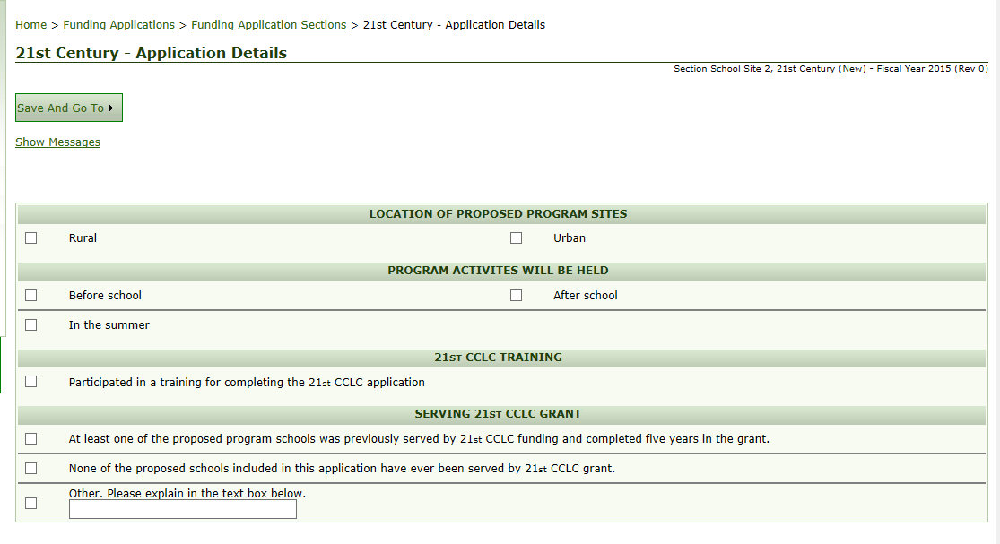 Home > Funding Applications > Funding Application Sections > 21st Century - Application Details
21st Century - Application Details
Section School Site 2, 21st Century (New) - Fiscal Year 2015 (Rev 0)
Save And Go To
Show Messages
LOCATION OF PROPOSED PROGRAM SITES
Rural Urban
PROGRAM ACTIVITES WILL BE HELD
Before school After school
In the summer
21ST CCLC TRAINING
Participated in a training for completing the 21st CCLC application
SERVING 21ST CCLC GRANT
At least one of the proposed program schools was previously served by 21st CCLC funding and completed five years in the grant.
None of the proposed schools included in this application have ever been served by 21st CCLC grant.
Other. Please explain in the text box below.